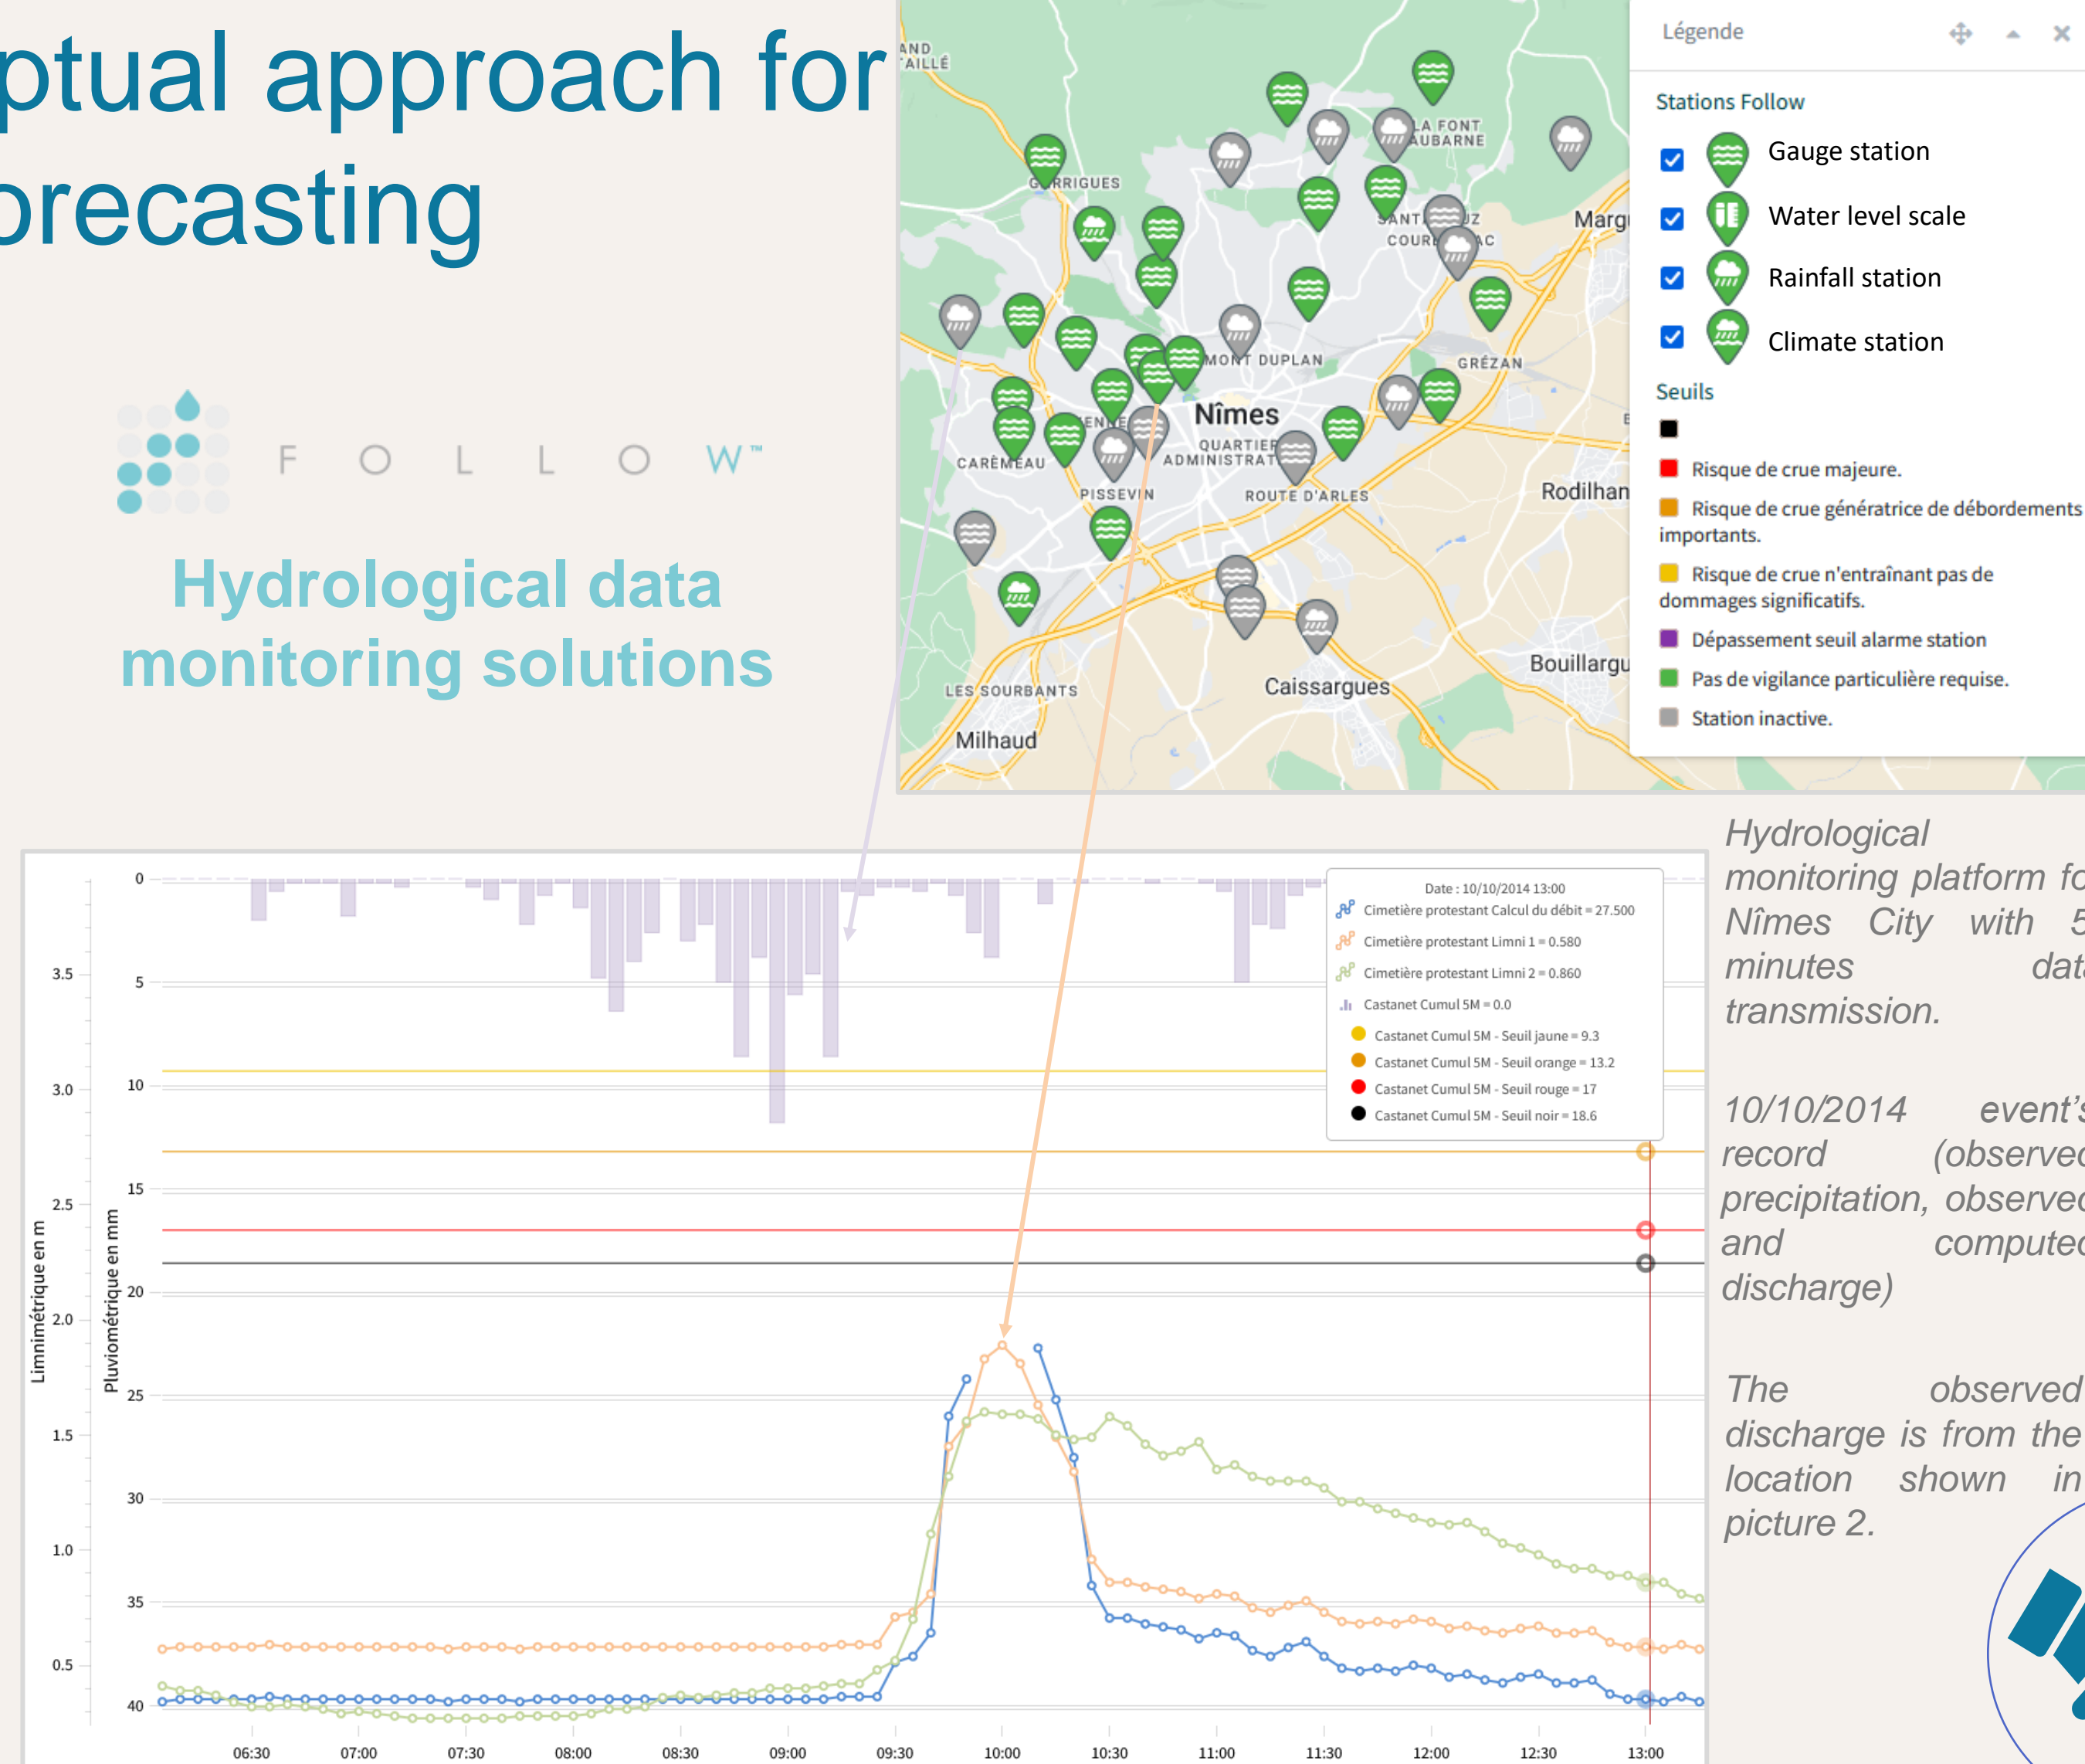 ptual approach for
orecasting
F O L L O W™
Hydrological data
monitoring solutions
AND
TAILLÉ
LA FONT
AUBARNE
Marg
GRÉZAN
MONT DUPLAN
Nîmes
QUARTIER
ADMINISTRAT
CARÈMEAU
PISSEVIN
ROUTE D'ARLES
Rodilhan
LES SOURBANTS
Caissargues
Bouillargu
Milhaud
Légende
Stations Follow
Gauge station
Water level scale
Rainfall station
Climate station
Seuils
Risque de crue majeure.
Risque de crue génératrice de débordements
importants.
Risque de crue n'entraînant pas de
dommages significatifs.
Dépassement seuil alarme station
Pas de vigilance particulière requise.
Station inactive.
Limnimétrique en m
3.5
3.0
2.5
2.0
1.5
1.0
0.5
Pluviométrique en mm
0
5
10
15
20
25
30
35
40
Date : 10/10/2014 13:00
Cimetière protestant Calcul du débit = 27.500
Cimetière protestant Limni 1 = 0.580
Cimetière protestant Limni 2 = 0.860
Castanet Cumul 5M = 0.0
Castanet Cumul 5M - Seuil jaune = 9.3
Castanet Cumul 5M - Seuil orange = 13.2
Castanet Cumul 5M - Seuil rouge = 17
Castanet Cumul 5M - Seuil noir = 18.6
06:30 07:00 07:30 08:00 08:30 09:00 09:30 10:00 10:30 11:00 11:30 12:00 12:30 13:00
Hydrological
monitoring platform fo
Nîmes City with 5
minutes data
transmission.
10/10/2014 event's
record (observed
precipitation, observed
and computed
discharge)
The observed
discharge is from the
location shown in
picture 2.